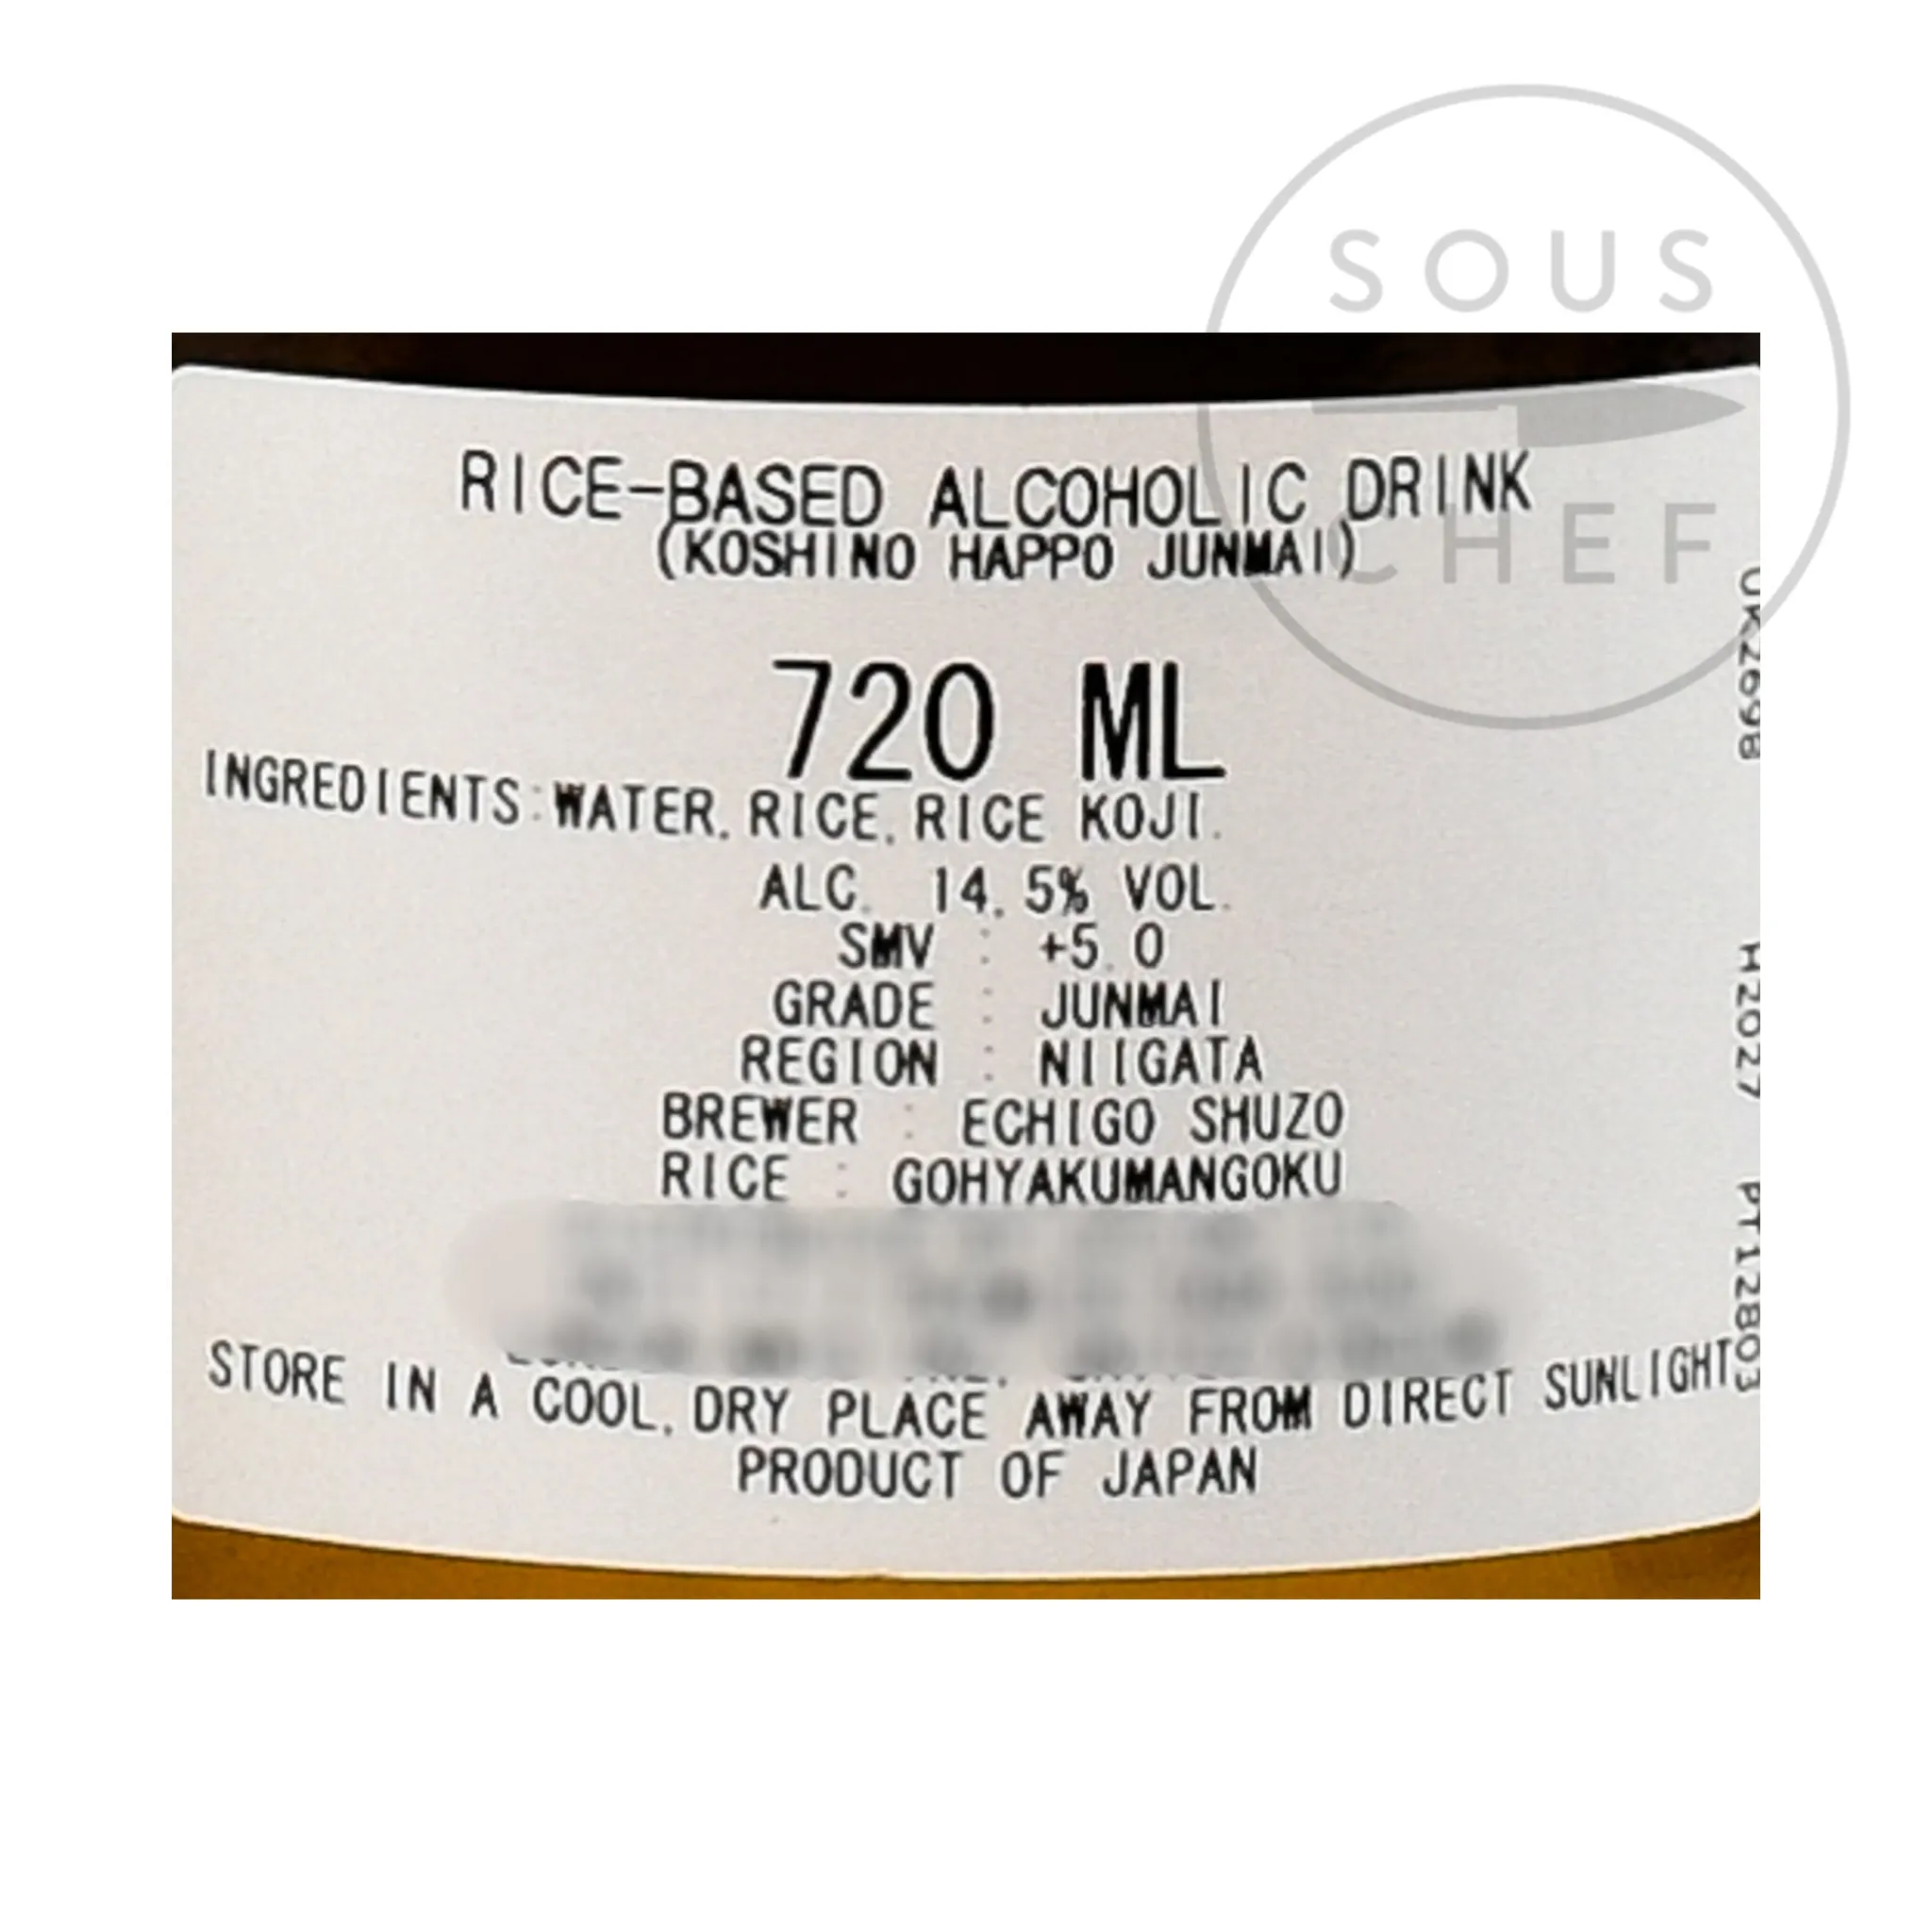 SOUS
CHEF
RICE-BASED ALCOHOLIC DRINK
(KOSHINO HAPPO JUNMAI)
720 ML
INGREDIENTS:WATER,RICE,RICE KOJI.
ALC. 14.5% VOL.
SMV : +5.0
GRADE : JUNMAI
REGION : NIIGATA
BREWER : ECHIGO SHUZO
RICE : GOHYAKUMANGOKU
STORE IN A COOL,DRY PLACE AWAY FROM DIRECT SUNLIGHT
PRODUCT OF JAPAN
UK2698 H2027 PT12803